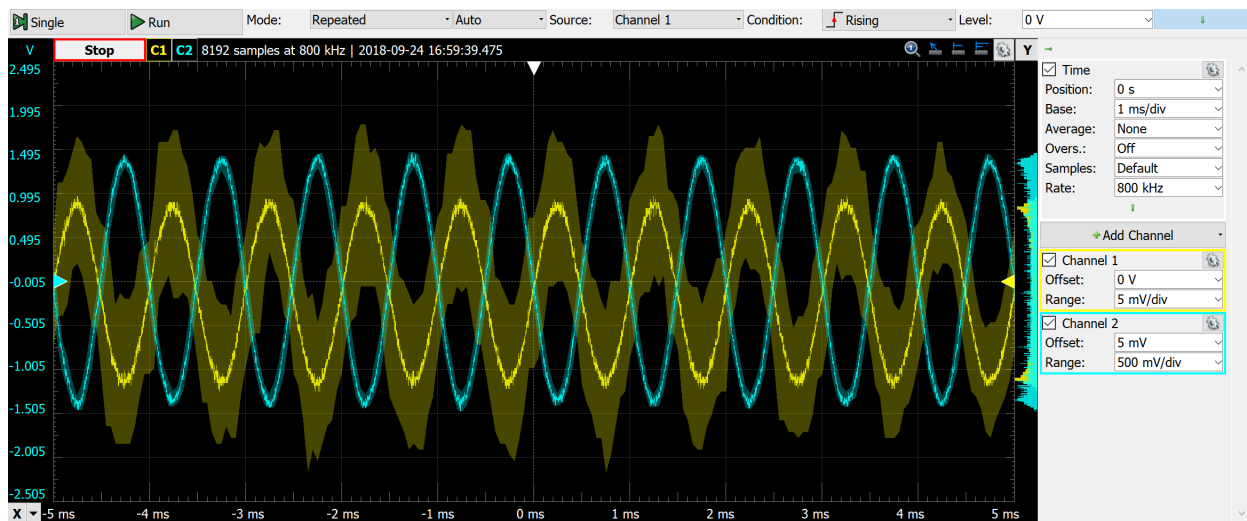 Single Run Mode: Repeated Auto Source: Channel 1 Condition: Rising Level: 0 V
V Stop C1 C2 8192 samples at 800 kHz | 2018-09-24 16:59:39.475 Y
2.495
1.995
1.495
0.995
0.495
-0.005
-0.505
-1.005
-1.505
-2.005
-2.505
X -5 ms -4 ms -3 ms -2 ms -1 ms 0 ms 1 ms 2 ms 3 ms 4 ms 5 ms
Time
Position: 0 s
Base: 1 ms/div
Average: None
Overs.: Off
Samples: Default
Rate: 800 kHz
Add Channel
Channel 1
Offset: 0 V
Range: 5 mV/div
Channel 2
Offset: 5 mV
Range: 500 mV/div